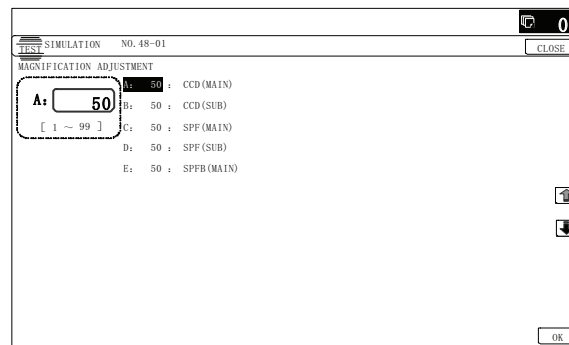 0
TEST SIMULATION NO. 48-01
CLOSE
MAGNIFICATION ADJUSTMENT
A: 50
[ 1 ~ 99 ]
A: 50 : CCD(MAIN)
B: 50 : CCD(SUB)
C: 50 : SPF(MAIN)
D: 50 : SPF(SUB)
E: 50 : SPFB(MAIN)
OK